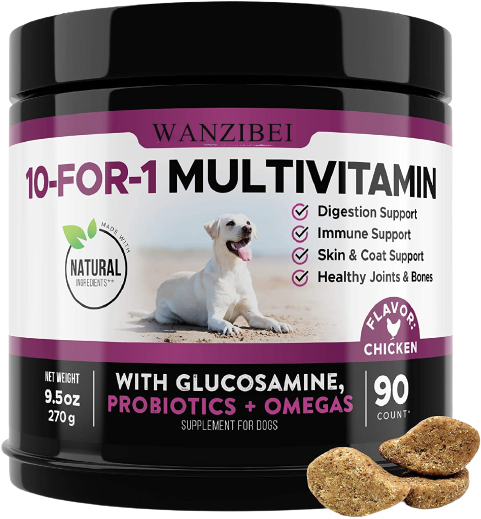 WANZIBEI
10-FOR-1 MULTIVITAMIN
Digestion Support
Immune Support
Skin & Coat Support
Healthy Joints & Bones
MADE WITH
NATURAL
INGREDIENTS**
FLAVOR:
CHICKEN
NET WEIGHT
9.5oz
270g
WITH GLUCOSAMINE,
PROBIOTICS + OMEGAS
SUPPLEMENT FOR DOGS
90
COUNT*